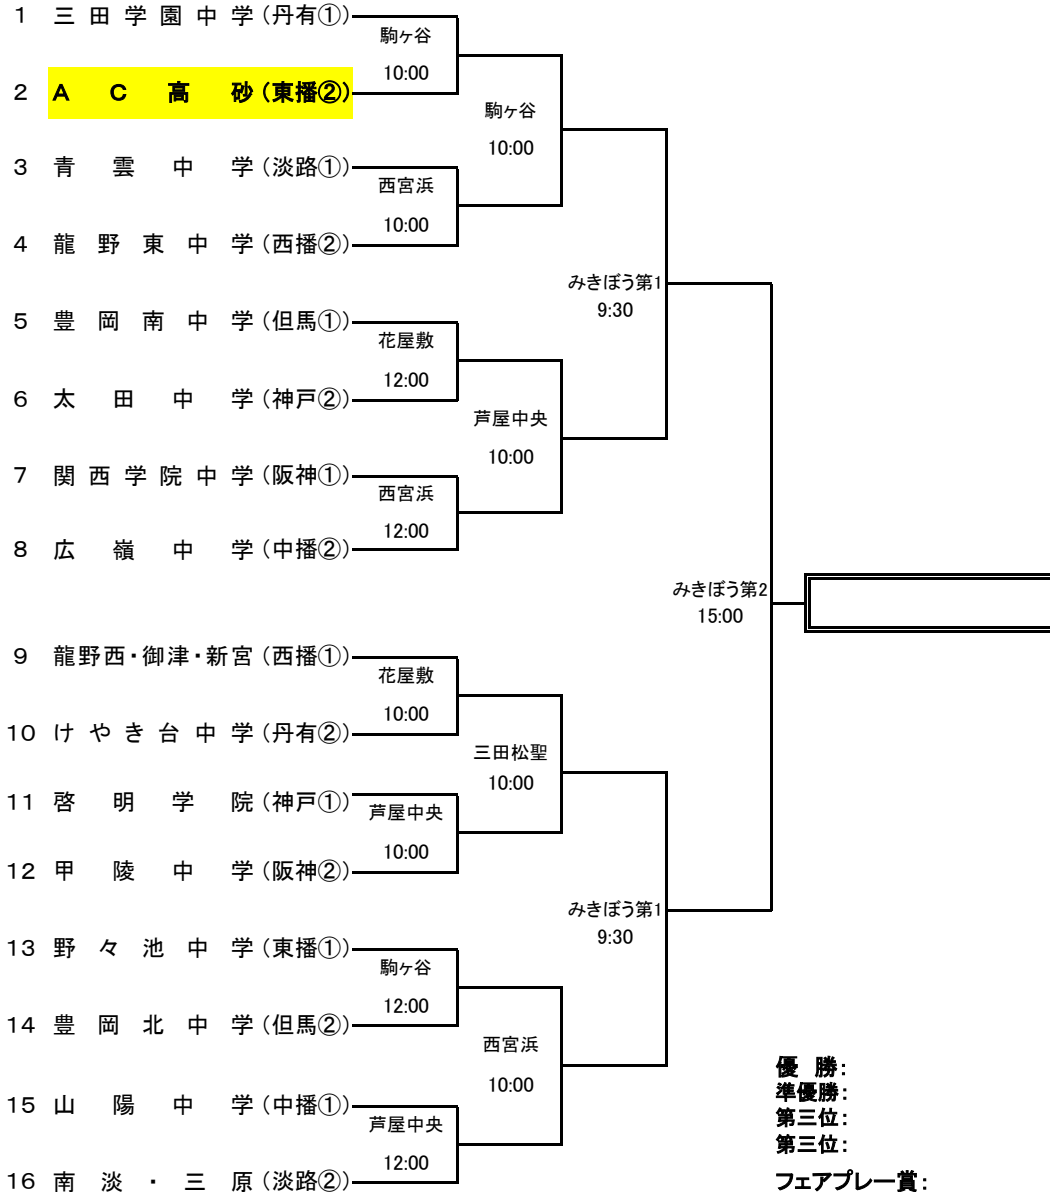 1 三田学園中学(丹有①)
駒ヶ谷
10:00
2 AC高砂(東播②)
駒ヶ谷
10:00
3 青雲中学(淡路①)
西宮浜
10:00
4 龍野東中学(西播②)
みきぼう第1
9:30
5 豊岡南中学(但馬①)
花屋敷
12:00
6 太田中学(神戸②)
芦屋中央
10:00
7 関西学院中学(阪神①)
西宮浜
12:00
8 広嶺中学(中播②)
みきぼう第2
15:00
9 龍野西・御津・新宮(西播①)
花屋敷
10:00
10 けやき台中学(丹有②)
三田松聖
10:00
11 啓明学院(神戸①)
芦屋中央
10:00
12 甲陵中学(阪神②)
みきぼう第1
9:30
13 野々池中学(東播①)
駒ヶ谷
12:00
14 豊岡北中学(但馬②)
西宮浜
10:00
15 山陽中学(中播①)
芦屋中央
12:00
16 南淡・三原(淡路②)
優勝:
準優勝:
第三位:
第三位:
フェアプレー賞: